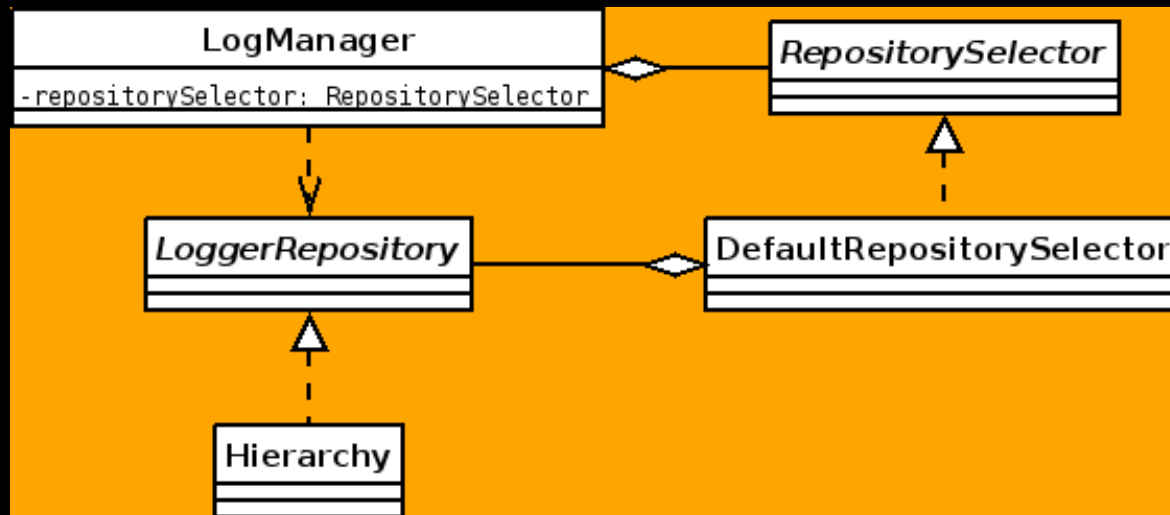 LogManager
RepositorySelector
-repositorySelector: RepositorySelector
LoggerRepository
DefaultRepositorySelector
Hierarchy